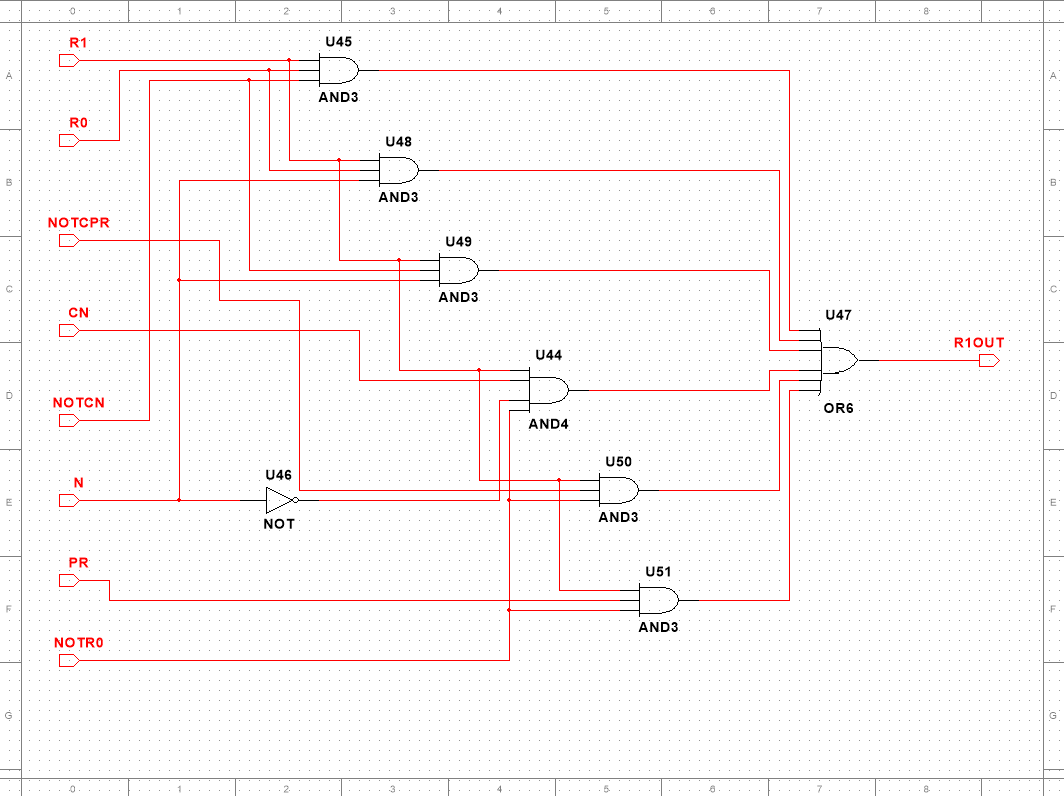 0 1 2 3 4 5 6 7 8
R1
U45
A
A
AND3
R0
U48
B
B
AND3
NOTCPR
U49
C
C
AND3
CN
U47
R1OUT
U44
NOTCN
D
D
OR6
AND4
U50
N
U46
E
E
AND3
NOT
PR
U51
F
F
AND3
NOTR0
G
G
0 1 2 3 4 5 6 7 8